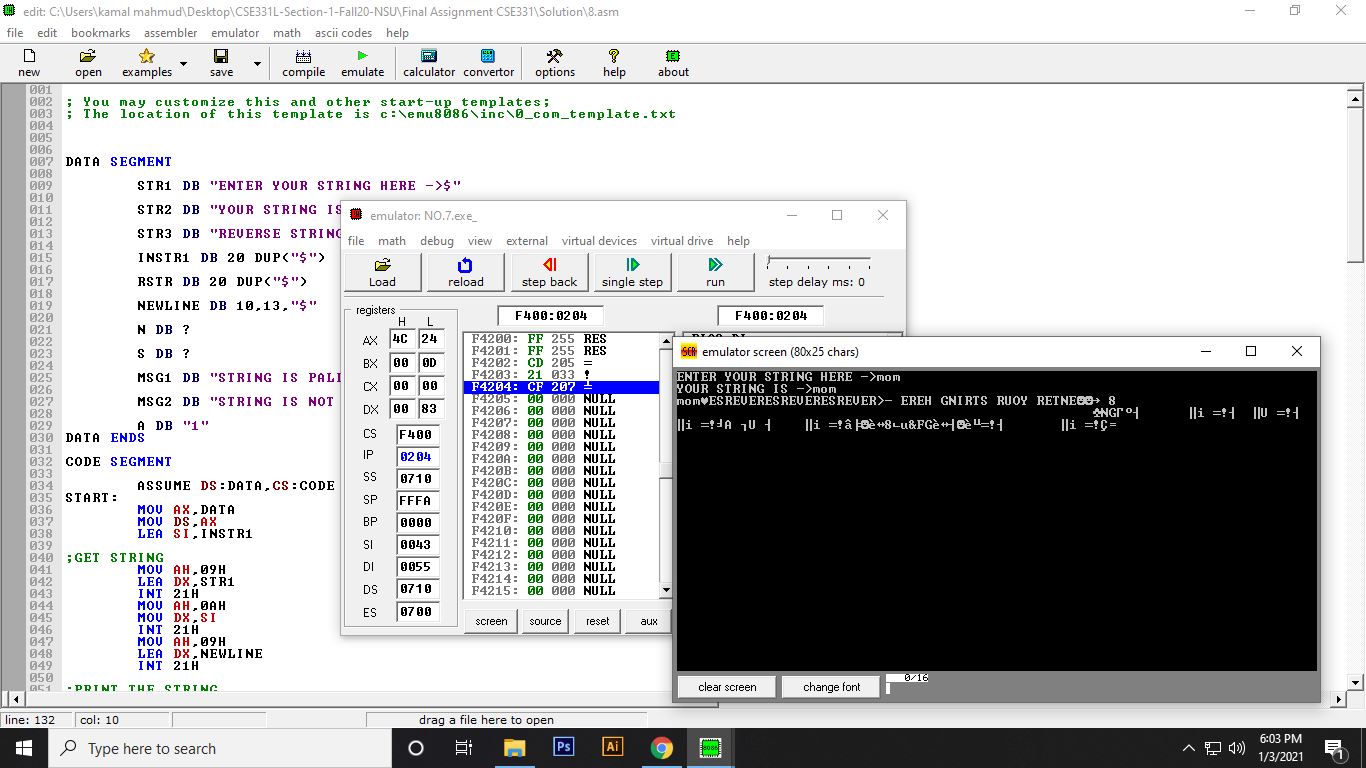 edit: C:\Users\kamal mahmud\Desktop\CSE331L-Section-1-Fall20-NSU\Final Assignment CSE331\Solution\8.asm
file edit bookmarks assembler emulator math ascii codes help
new open examples save compile emulate calculator convertor options help about
001
002 ; You may customize this and other start-up templates;
003 ; The location of this template is c:\emu8086\inc\0_com_template.txt
004
005
006
007 DATA SEGMENT
008
009 STR1 DB "ENTER YOUR STRING HERE ->$"
010
011 STR2 DB "YOUR STRING IS
012
013 STR3 DB "REVERSE STRING
014
015 INSTR1 DB 20 DUP("$")
016
017 RSTR DB 20 DUP("$")
018
019 NEWLINE DB 10,13,"$"
020
021 N DB ?
022
023 S DB ?
024
025 MSG1 DB "STRING IS PALI
026
027 MSG2 DB "STRING IS NOT
028
029 A DB "1"
030 DATA ENDS
031
032 CODE SEGMENT
033
034 ASSUME DS:DATA,CS:CODE
035 START:
036 MOV AX,DATA
037 MOV DS,AX
038 LEA SI,INSTR1
039
040 ;GET STRING
041 MOV AH,09H
042 LEA DX,STR1
043 INT 21H
044 MOV AH,0AH
045 MOV DX,SI
046 INT 21H
047 MOV AH,09H
048 LEA DX,NEWLINE
049 INT 21H
050
051 ;PRINT THE STRING
emulator: NO.7.exe_
file math debug view external virtual devices virtual drive help
Load reload step back single step run step delay ms: 0
registers
H L
AX 4C 24
BX 00 0D
CX 00 00
DX 00 83
CS F400
IP 0204
SS 0710
SP FFFA
BP 0000
SI 0043
DI 0055
DS 0710
ES 0700
F400:0204 F400:0204
F4200: FF 255 RES
F4201: FF 255 RES
F4202: CD 205 =
F4203: 21 033 !
F4204: CF 207 ╧
F4205: 00 000 NULL
F4206: 00 000 NULL
F4207: 00 000 NULL
F4208: 00 000 NULL
F4209: 00 000 NULL
F420A: 00 000 NULL
F420B: 00 000 NULL
F420C: 00 000 NULL
F420D: 00 000 NULL
F420E: 00 000 NULL
F420F: 00 000 NULL
F4210: 00 000 NULL
F4211: 00 000 NULL
F4212: 00 000 NULL
F4213: 00 000 NULL
F4214: 00 000 NULL
F4215: 00 000 NULL
BIOS DI
screen source reset aux
emulator screen (80x25 chars)
ENTER YOUR STRING HERE ->mom
YOUR STRING IS ->mom
mom♥ESREVERESNEVERESREVER>- EREH GNIRTS RUOY RETNE
clear screen change font 0/16
line: 132 col: 10 drag a file here to open
Type here to search
Ps
Ai
8086
6:03 PM
1/3/2021
1